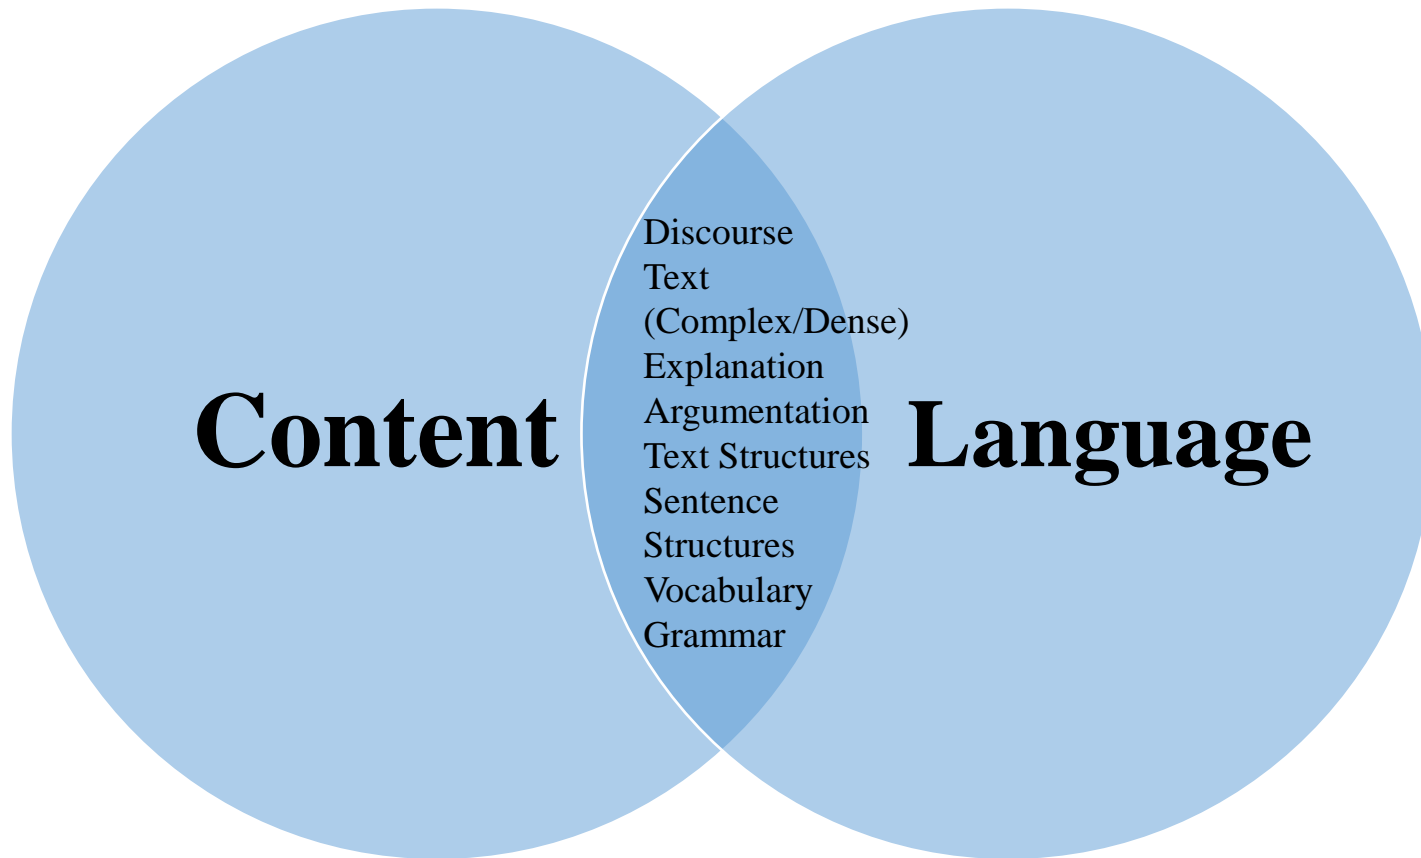 Content
Discourse
Text
(Complex/Dense)
Explanation
Argumentation
Text Structures
Sentence
Structures
Vocabulary
Grammar
Language